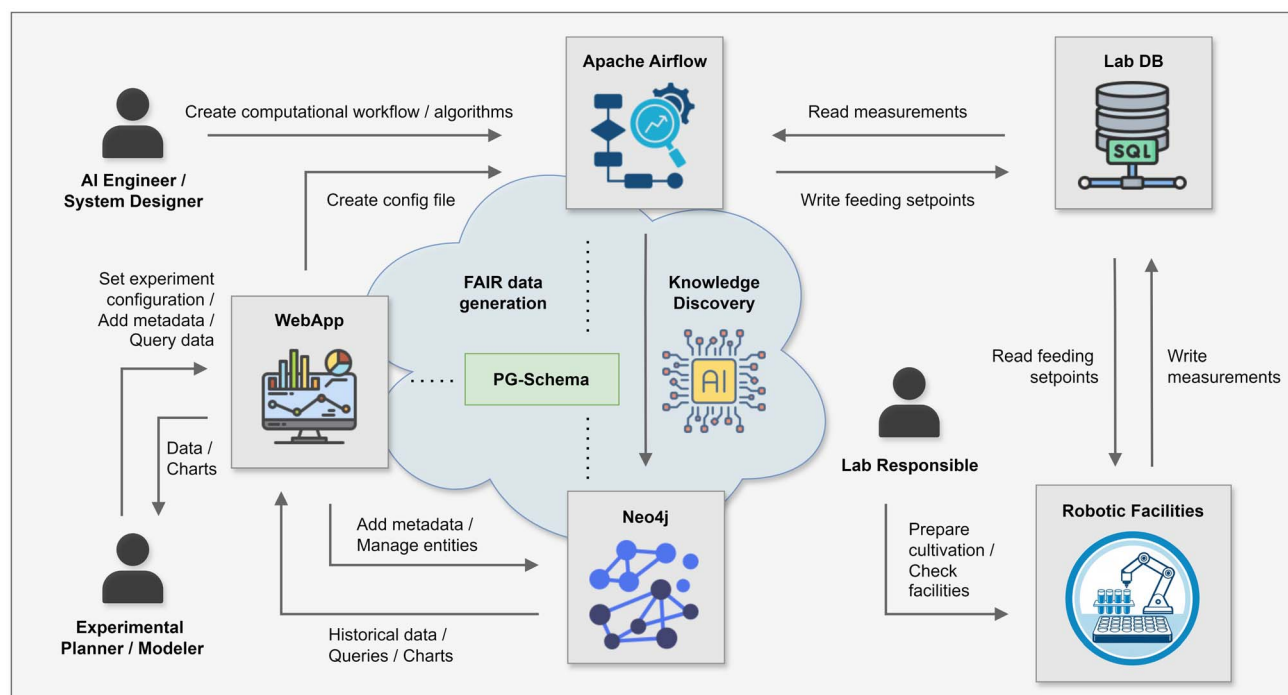 Apache Airflow
Lab DB
SQL
Create computational workflow / algorithms
Read measurements
AI Engineer /
System Designer
Create config file
Write feeding setpoints
Set experiment
configuration /
Add metadata /
Query data
FAIR data
generation
Knowledge
Discovery
WebApp
PG-Schema
AI
Read feeding
setpoints
Write
measurements
Data /
Charts
Lab Responsible
Add metadata /
Manage entities
Neo4j
Robotic Facilities
Prepare
cultivation /
Check
facilities
Experimental
Planner / Modeler
Historical data /
Queries / Charts